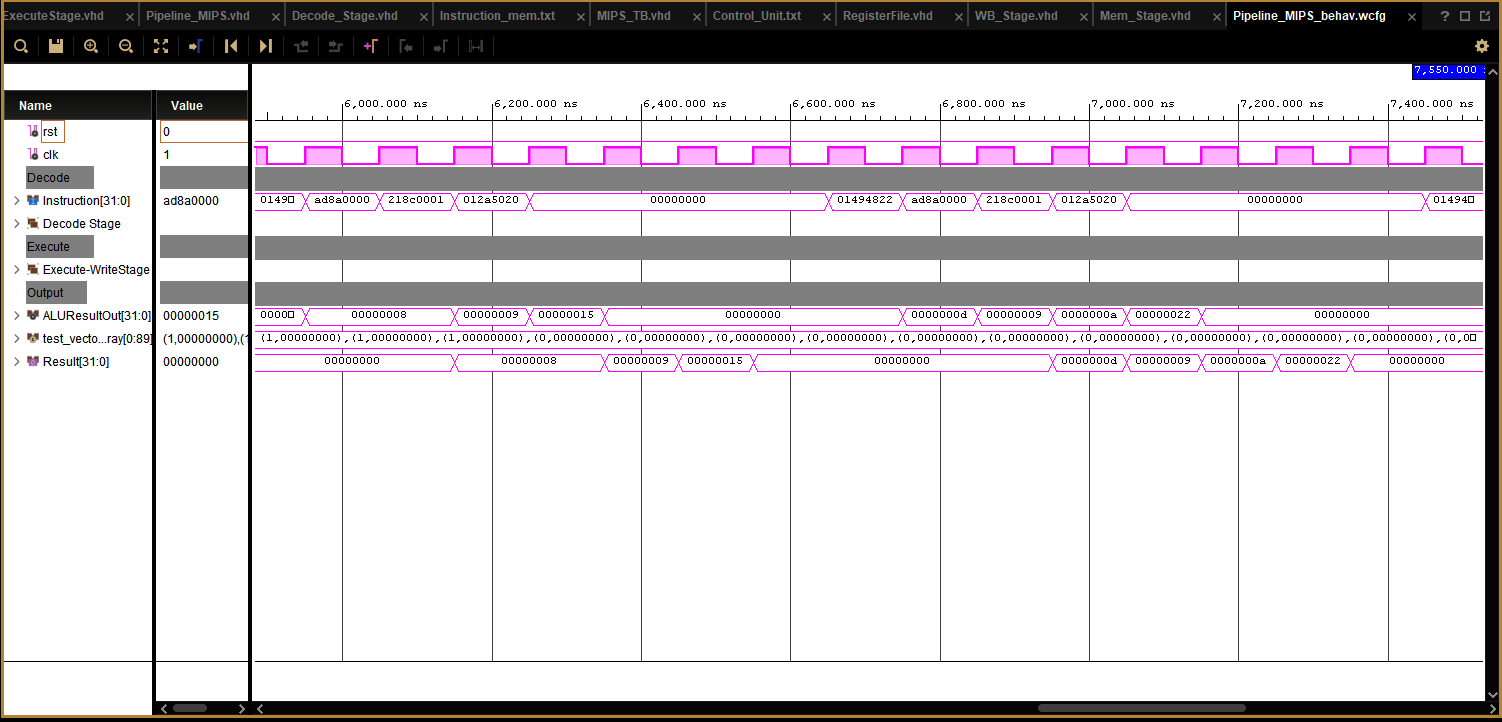 ExecuteStage.vhd × Pipeline_MIPS.vhd × Decode_Stage.vhd × Instruction_mem.txt × MIPS_TB.vhd × Control_Unit.txt × RegisterFile.vhd × WB_Stage.vhd × Mem_Stage.vhd × Pipeline_MIPS_behav.wcfg × ?
7,550.000
Name Value
6,000.000 ns 6,200.000 ns 6,400.000 ns 6,600.000 ns 6,800.000 ns 7,000.000 ns 7,200.000 ns 7,400.000 ns
rst 0
clk 1
Decode
Instruction[31:0] ad8a0000 0149□ ad8a0000 218c0001 012a5020 00000000 01494822 ad8a0000 218c0001 012a5020 00000000 01494□
Decode Stage
Execute
Execute-WriteStage
Output
ALUResultOut[31:0] 00000015 0000□ 00000008 00000009 00000015 00000000 0000000d 00000009 0000000a 00000022 00000000
test_vecto...ray[0:89] (1,00000000),(1 (1,00000000),(1,00000000),(1,00000000),(0,00000000),(0,00000000),(0,00000000),(0,00000000),(0,00000000),(0,00000000),(0,00000000),(0,00000000),(0,00000000),(0,0□
Result[31:0] 00000000 00000000 00000008 00000009 00000015 00000000 0000000d 00000009 0000000a 00000022 00000000